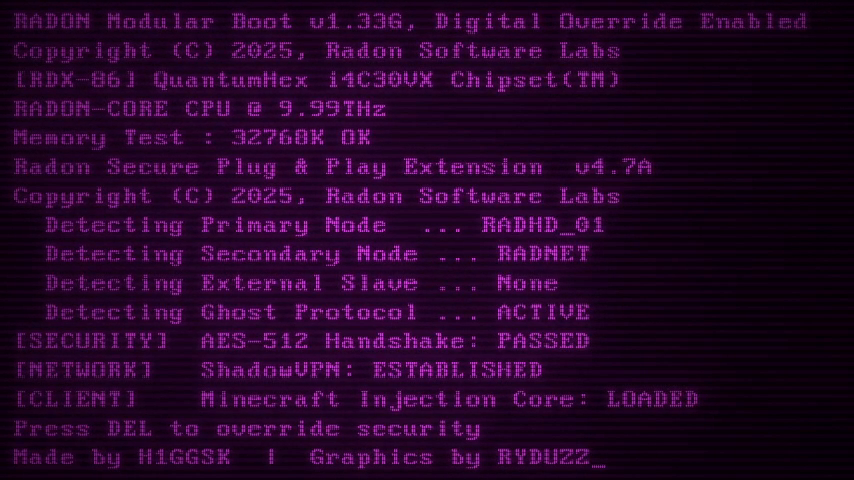 RADON Modular Boot v1.33G, Digital Override Enabled
Copyright (C) 2025, Radon Software Labs
[RDX-86] QuantumHex i4C30VX Chipset(TM)
RADON-CORE CPU @ 9.99THz
Memory Test : 32768K OK
Radon Secure Plug & Play Extension  v4.7A
Copyright (C) 2025, Radon Software Labs
Detecting Primary Node   ... RADHD_01
Detecting Secondary Node ... RADNET
Detecting External Slave ... None
Detecting Ghost Protocol ... ACTIVE
[SECURITY]  AES-512 Handshake: PASSED
[NETWORK]   ShadowVPN: ESTABLISHED
[CLIENT]    Minecraft Injection Core: LOADED
Press DEL to override security
Made by H1GGSK  |  Graphics by RYDUZZ_